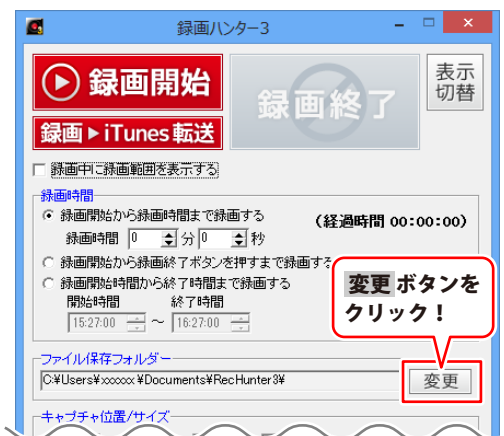 録画ハンター3
録画開始
録画終了
表示
切替
録画▶iTunes転送
録画中に録画範囲を表示する
録画時間
録画開始から録画時間まで録画する
(経過時間 00:00:00)
録画時間 0 分 0 秒
録画開始から録画終了ボタンを押すまで録画する
録画開始時間から終了時間まで録画する
開始時間 終了時間
15:27:00 ～ 16:27:00
変更 ボタンを
クリック！
ファイル保存フォルダー
C:¥Users¥xxxxxx¥Documents¥RecHunter3¥
変更
キャプチャ位置/サイズ